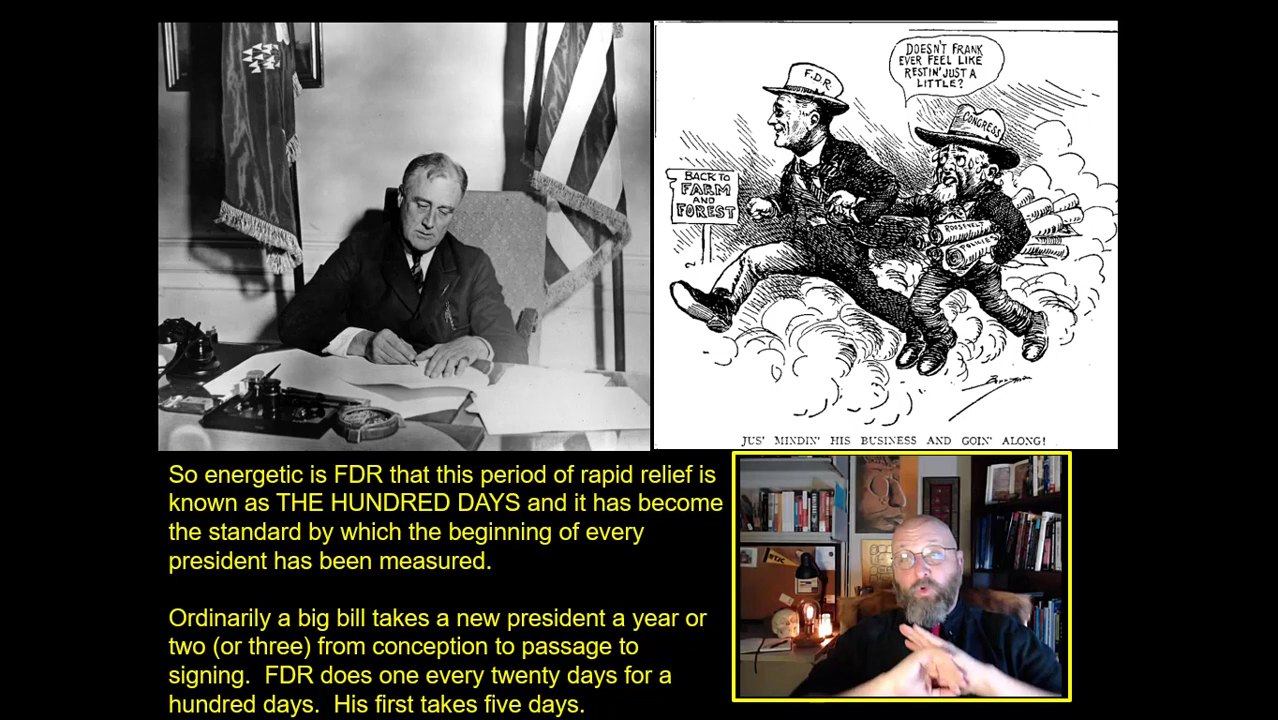 DOESN'T FRANK
EVER FEEL LIKE
RESTIN' JUST A
LITTLE?
F.D.R.
CONGRESS
BACK TO
FARM
AND
FOREST
ROOSEVELT
POLICIES
JUS' MINDIN' HIS BUSINESS AND GOIN' ALONG!
So energetic is FDR that this period of rapid relief is
known as THE HUNDRED DAYS and it has become
the standard by which the beginning of every
president has been measured.
Ordinarily a big bill takes a new president a year or
two (or three) from conception to passage to
signing.  FDR does one every twenty days for a
hundred days.  His first takes five days.